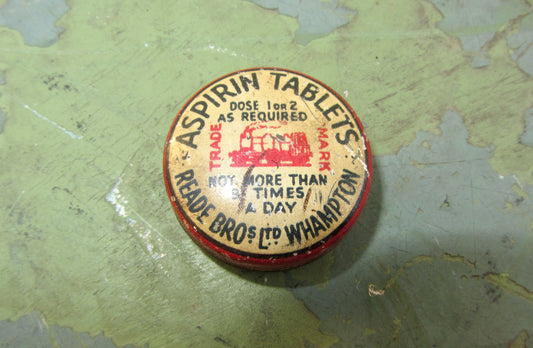 ASPIRIN TABLETS
DOSE 1 OR 2
AS REQUIRED
TRADE MARK
NOT MORE THAN
TIMES
A DAY
READE BROS LTD WHAMPTON